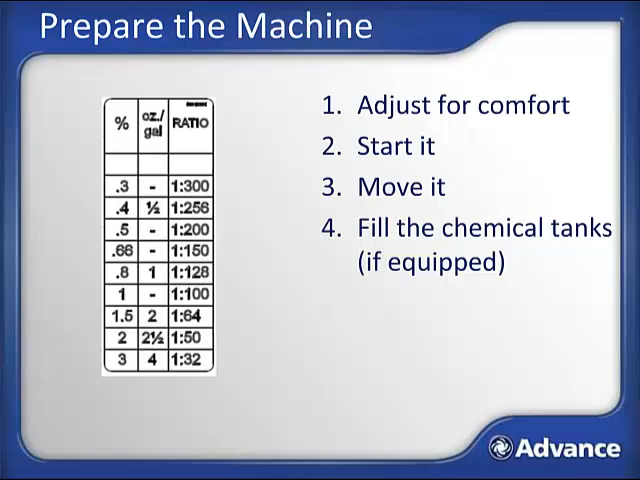 Prepare the Machine
% oz./ gal RATIO
.3 - 1:300
.4 ½ 1:256
.5 - 1:200
.66 - 1:150
.8 1 1:128
1 - 1:100
1.5 2 1:64
2 2½ 1:50
3 4 1:32
1. Adjust for comfort
2. Start it
3. Move it
4. Fill the chemical tanks
(if equipped)
Advance